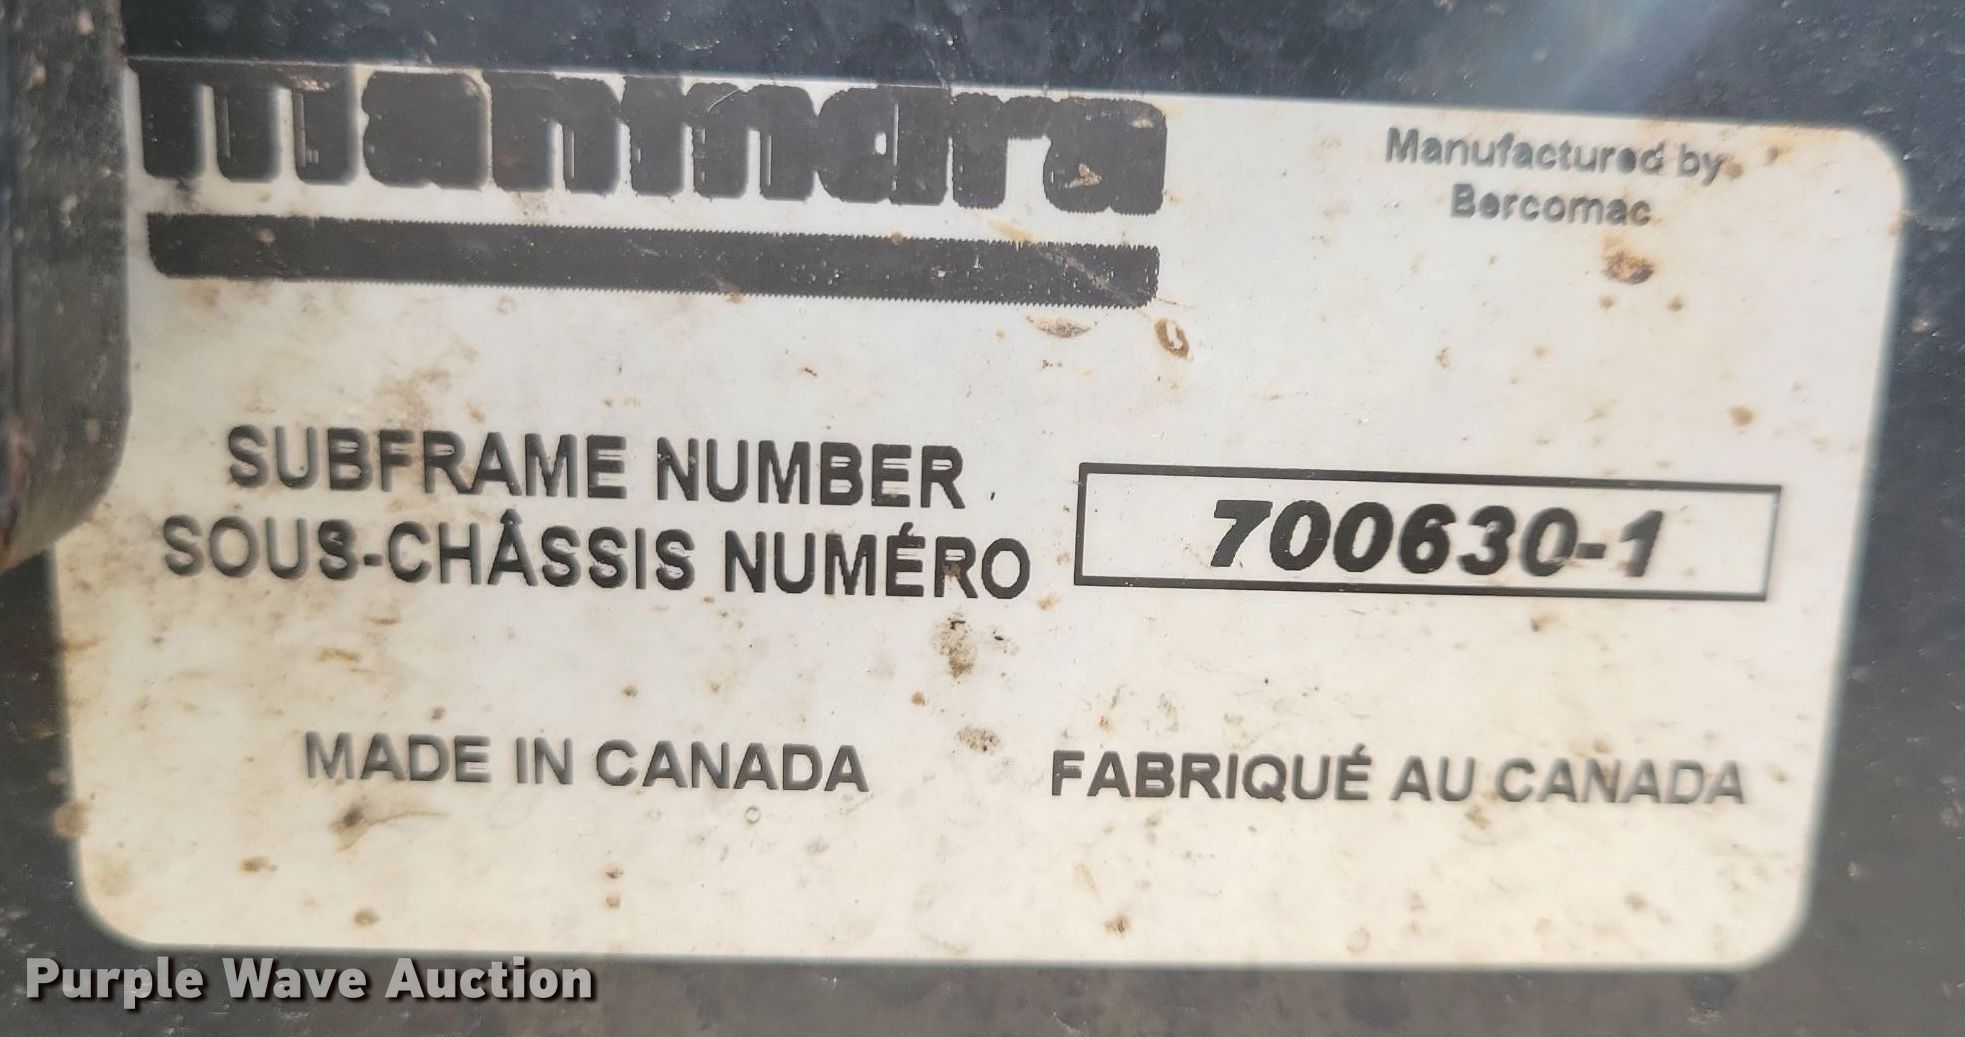 mahindra
Manufactured by
Bercomac
SUBFRAME NUMBER
SOUS-CHÂSSIS NUMÉRO
700630-1
MADE IN CANADA
FABRIQUÉ AU CANADA
Purple Wave Auction